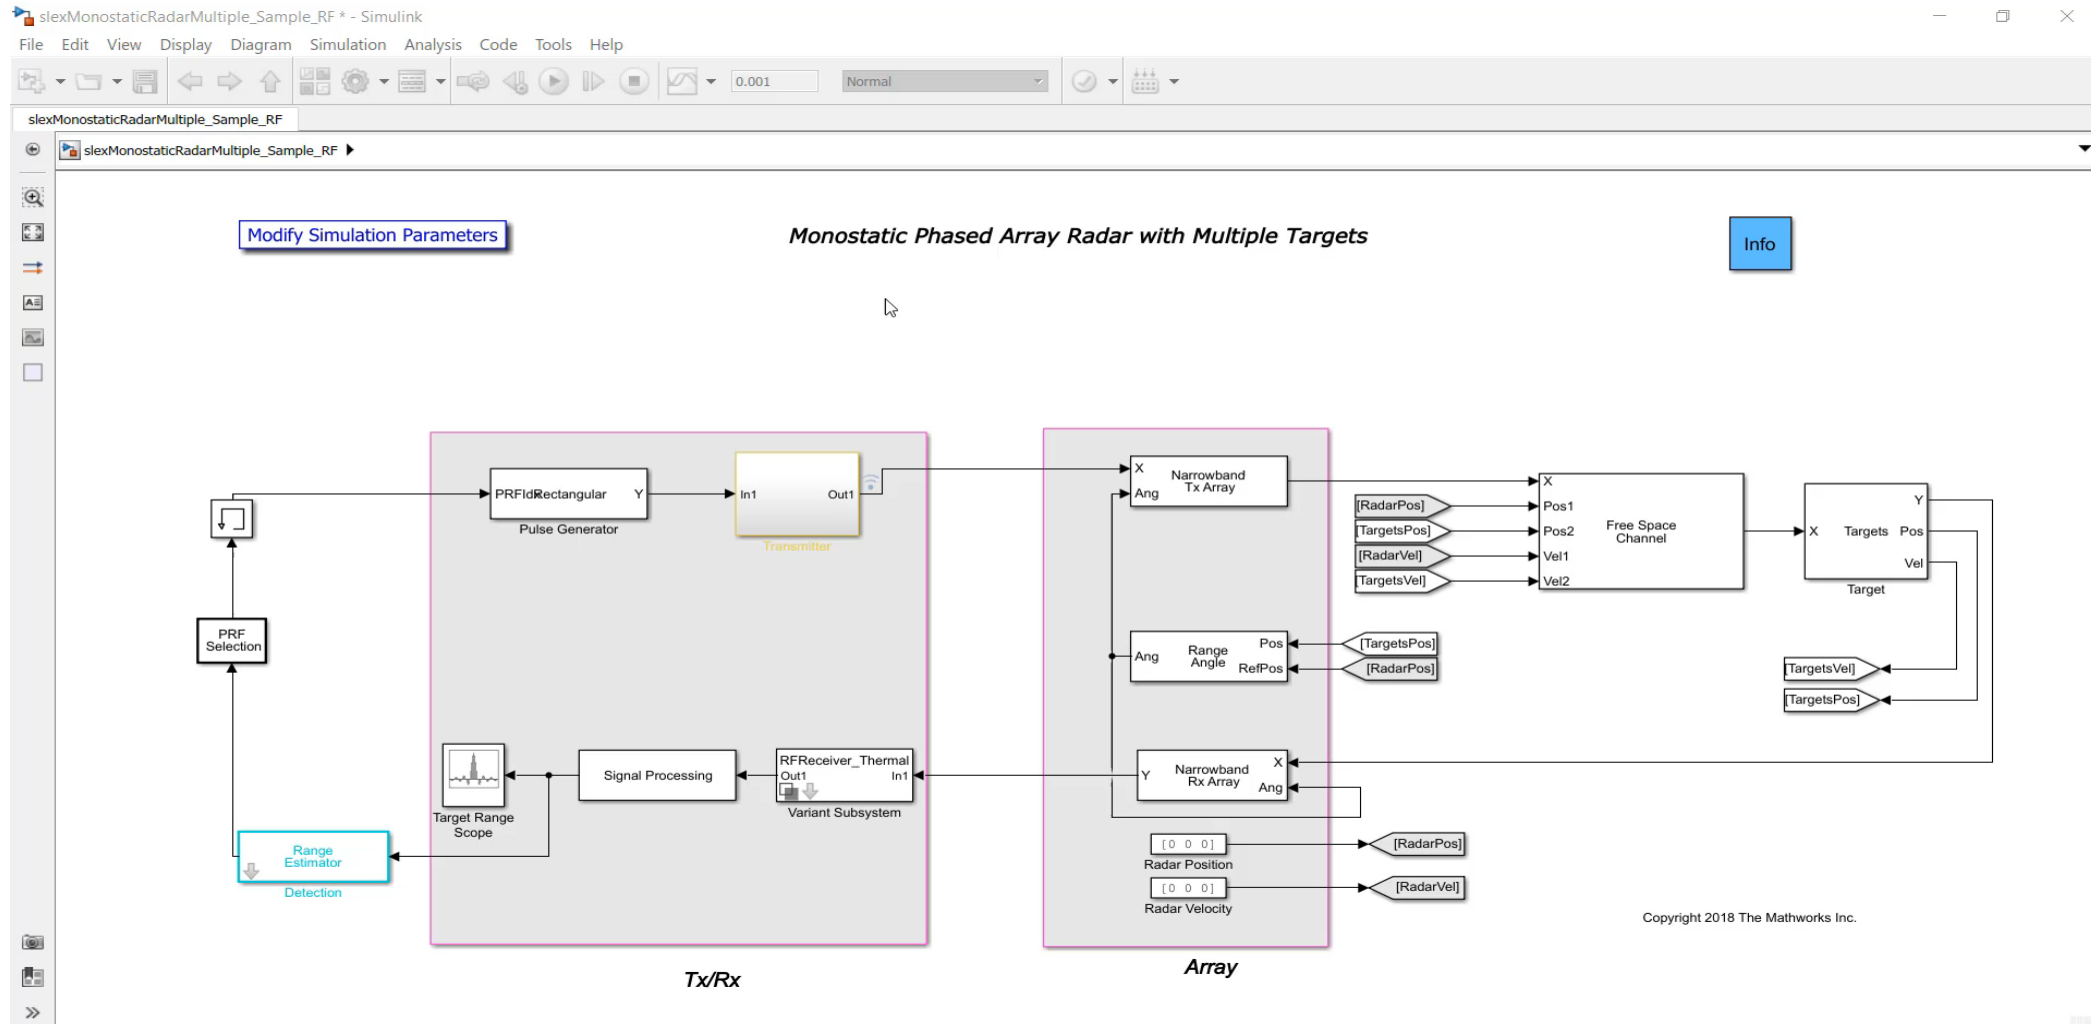 slexMonostaticRadarMultiple_Sample_RF * - Simulink
File Edit View Display Diagram Simulation Analysis Code Tools Help
0.001 Normal
slexMonostaticRadarMultiple_Sample_RF
slexMonostaticRadarMultiple_Sample_RF
Modify Simulation Parameters
Monostatic Phased Array Radar with Multiple Targets
Info
PRFIdx Rectangular Y
Pulse Generator
In1 Out1
Transmitter
X
Ang
Narrowband
Tx Array
[RadarPos]
[TargetsPos]
[RadarVel]
[TargetsVel]
X
Pos1
Pos2
Vel1
Vel2
Free Space
Channel
X Targets
Y
Pos
Vel
Target
PRF
Selection
Ang
Range
Angle
Pos
RefPos
[TargetsPos]
[RadarPos]
[TargetsVel]
[TargetsPos]
Target Range
Scope
Signal Processing
RFReceiver_Thermal
Out1 In1
Variant Subsystem
Y
Narrowband
Rx Array
X
Ang
Range
Estimator
Detection
[0 0 0]
Radar Position
[RadarPos]
[0 0 0]
Radar Velocity
[RadarVel]
Copyright 2018 The Mathworks Inc.
Tx/Rx
Array